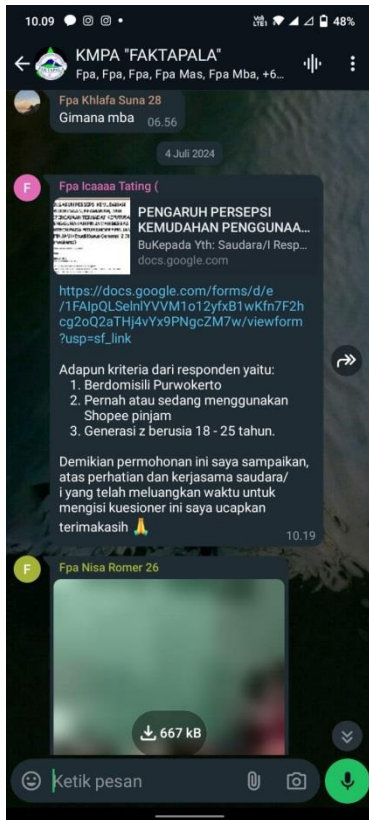 10.09
Vo)) LTE1
48%
KMPA "FAKTAPALA"
Fpa, Fpa, Fpa, Fpa Mas, Fpa Mba, +6...
Fpa Khlafa Suna 28
Gimana mba 06.56
4 Juli 2024
F
Fpa Icaaaa Tating (
PENGARUH PERSEPSI
KEMUDAHAN PENGGUNAA...
BuKepada Yth: Saudara/I Resp...
docs.google.com
https://docs.google.com/forms/d/e
/1FAIpQLSelnlYVVM1o12yfxB1wKfn7F2h
cg2oQ2aTHj4vYx9PNgcZM7w/viewform
?usp=sf_link
Adapun kriteria dari responden yaitu:
1. Berdomisili Purwokerto
2. Pernah atau sedang menggunakan
Shopee pinjam
3. Generasi z berusia 18 - 25 tahun.
Demikian permohonan ini saya sampaikan,
atas perhatian dan kerjasama saudara/
i yang telah meluangkan waktu untuk
mengisi kuesioner ini saya ucapkan
terimakasih 🙏
10.19
F
Fpa Nisa Romer 26
667 kB
Ketik pesan